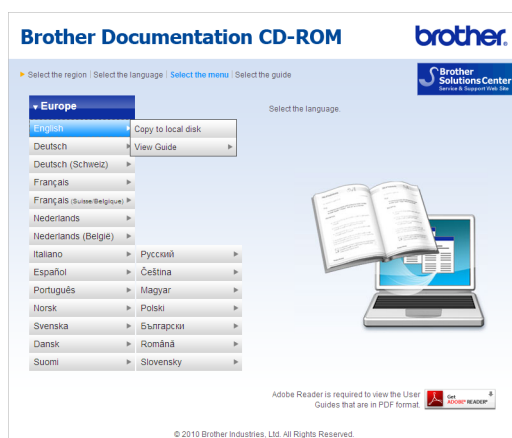 Brother Documentation CD-ROM
brother
Select the region | Select the language | Select the menu | Select the guide
Brother
Solutions Center
Service & Support Web Site
Europe
Select the language.
English
Copy to local disk
Deutsch
View Guide
Deutsch (Schweiz)
Français
Français (Suisse/Belgique)
Nederlands
Nederlands (België)
Italiano
Русский
Español
Čeština
Português
Magyar
Norsk
Polski
Svenska
Български
Dansk
Română
Suomi
Slovensky
Adobe Reader is required to view the User
Guides that are in PDF format.
Get
ADOBE® READER®
© 2010 Brother Industries, Ltd. All Rights Reserved.